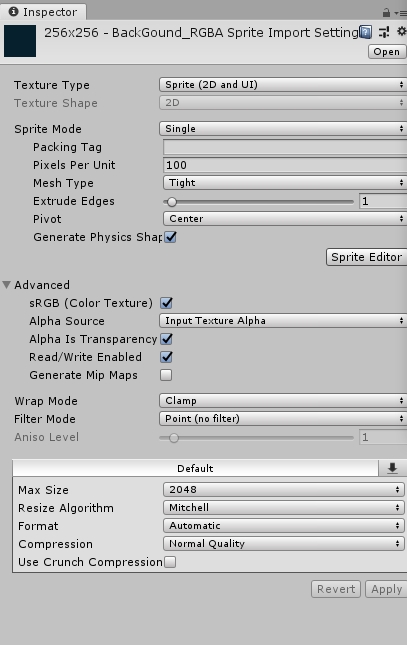 Inspector
256x256 - BackGound_RGBA Sprite Import Setting
Open
Texture Type Sprite (2D and UI)
Texture Shape 2D
Sprite Mode Single
Packing Tag
Pixels Per Unit 100
Mesh Type Tight
Extrude Edges 1
Pivot Center
Generate Physics Shap
Sprite Editor
Advanced
sRGB (Color Texture)
Alpha Source Input Texture Alpha
Alpha Is Transparency
Read/Write Enabled
Generate Mip Maps
Wrap Mode Clamp
Filter Mode Point (no filter)
Aniso Level 1
Default
Max Size 2048
Resize Algorithm Mitchell
Format Automatic
Compression Normal Quality
Use Crunch Compression
Revert Apply